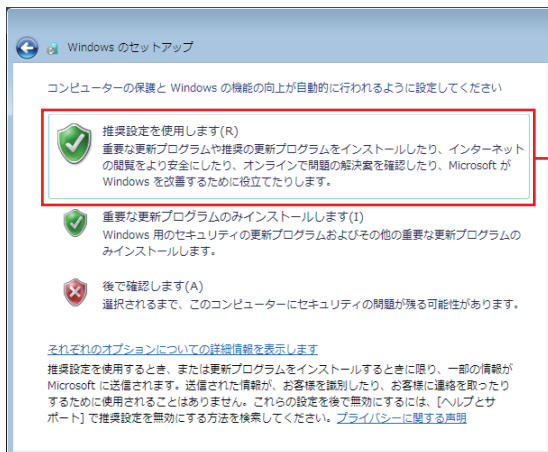 Windows のセットアップ
コンピューターの保護と Windows の機能の向上が自動的に行われるように設定してください
推奨設定を使用します(R)
重要な更新プログラムや推奨の更新プログラムをインストールしたり、インターネット
の閲覧をより安全にしたり、オンラインで問題の解決案を確認したり、Microsoft が
Windows を改善するために役立てたりします。
重要な更新プログラムのみインストールします(I)
Windows 用のセキュリティの更新プログラムおよびその他の重要な更新プログラムの
みインストールします。
後で確認します(A)
選択されるまで、このコンピューターにセキュリティの問題が残る可能性があります。
それぞれのオプションについての詳細情報を表示します
推奨設定を使用するとき、または更新プログラムをインストールするときに限り、一部の情報が
Microsoft に送信されます。送信された情報が、お客様を識別したり、お客様に連絡を取ったり
するために使用されることはありません。これらの設定を後で無効にするには、[ヘルプとサ
ポート] で推奨設定を無効にする方法を検索してください。プライバシーに関する声明